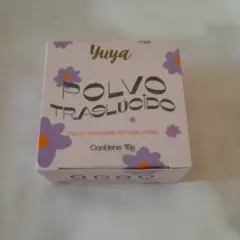 Yuya
POLVO
TRASLÚCIDO
Contiene 10g